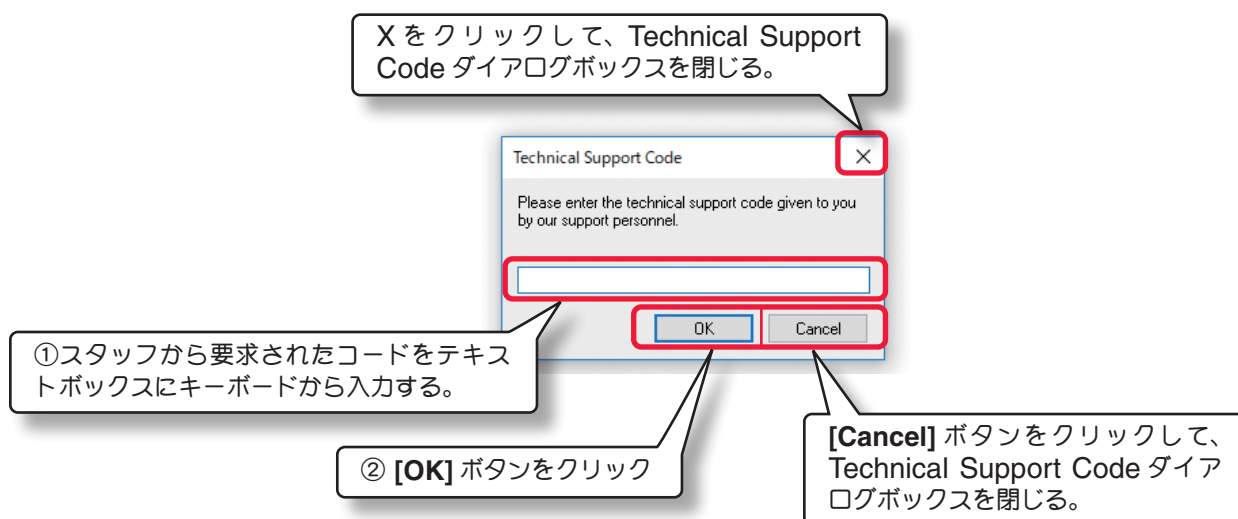 X をクリックして、Technical Support
Code ダイアログボックスを閉じる。
Technical Support Code
Please enter the technical support code given to you
by our support personnel.
OK
Cancel
①スタッフから要求されたコードをテキス
トボックスにキーボードから入力する。
② [OK] ボタンをクリック
[Cancel] ボタンをクリックして、
Technical Support Code ダイア
ログボックスを閉じる。